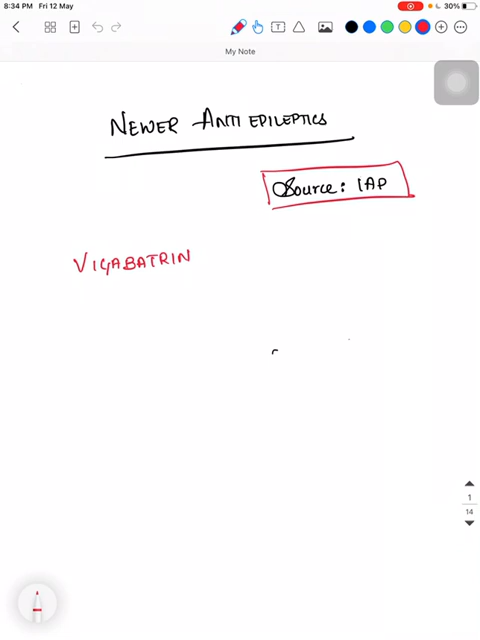 8:34 PM Fri 12 May
30%
My Note
NEWER ANTI EPILEPTICS
Source: IAP
VIGABATRIN
1
14